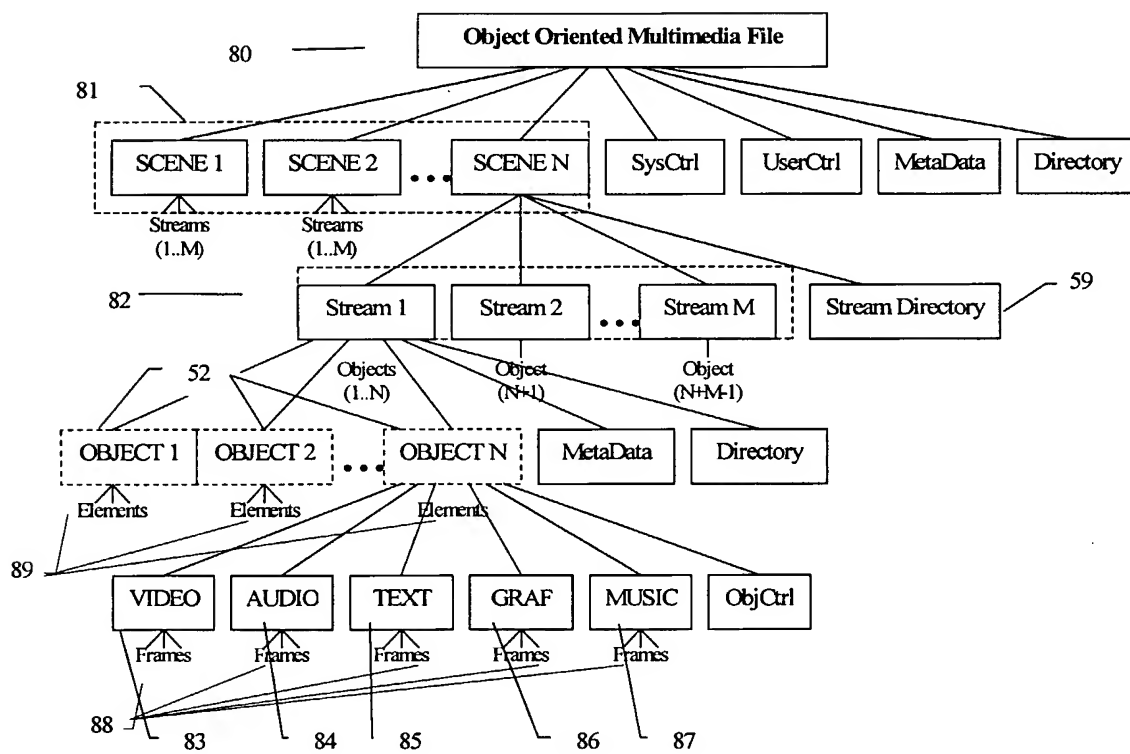 Object Oriented Multimedia File
80
81
SCENE 1
SCENE 2
SCENE N
SysCtrl
UserCtrl
MetaData
Directory
Streams
(1..M)
Streams
(1..M)
82
59
Stream 1
Stream 2
Stream M
Stream Directory
52
Objects
(1..N)
Object
(N+1)
Object
(N+M-1)
OBJECT 1
OBJECT 2
OBJECT N
MetaData
Directory
Elements
Elements
Elements
89
VIDEO
AUDIO
TEXT
GRAF
MUSIC
ObjCtrl
Frames
Frames
Frames
Frames
Frames
88
83
84
85
86
87